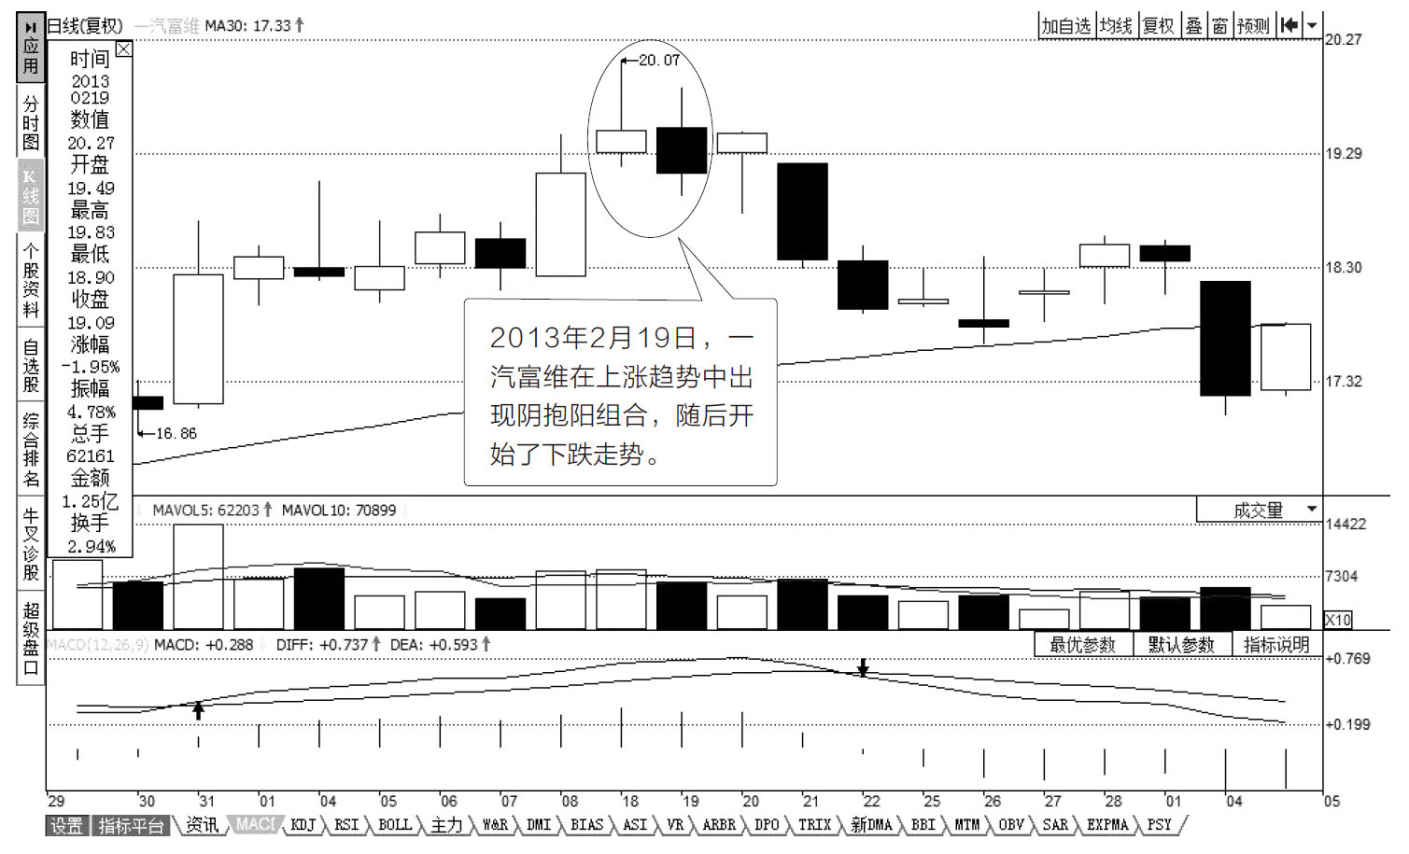 日线(复权) 一汽富维 MA30: 17.33
加自选 均线 复权 叠 窗 预测
应用
分时图
K线图
个股资料
自选股
综合排名
牛叉诊股
超级盘口
时间
2013
0219
数值
20.27
开盘
19.49
最高
19.83
最低
18.90
收盘
19.09
涨幅
-1.95%
振幅
4.78%
总手
62161
金额
1.25亿
换手
2.94%
20.07
16.86
20.27
19.29
18.30
17.32
2013年2月19日，一
汽富维在上涨趋势中出
现阴抱阳组合，随后开
始了下跌走势。
MAVOL5: 62203 MAVOL10: 70899
成交量
14422
7304
X10
MACD(12,26,9) MACD: +0.288 DIFF: +0.737 DEA: +0.593
最优参数 默认参数 指标说明
+0.769
+0.199
29 30 31 01 04 05 06 07 08 18 19 20 21 22 25 26 27 28 01 04 05
设置 指标平台 资讯 MACD KDJ RSI BOLL 主力 W&R DMI BIAS ASI VR ARBR DPO TRIX 新DMA BBI MTM OBV SAR EXPMA PSY